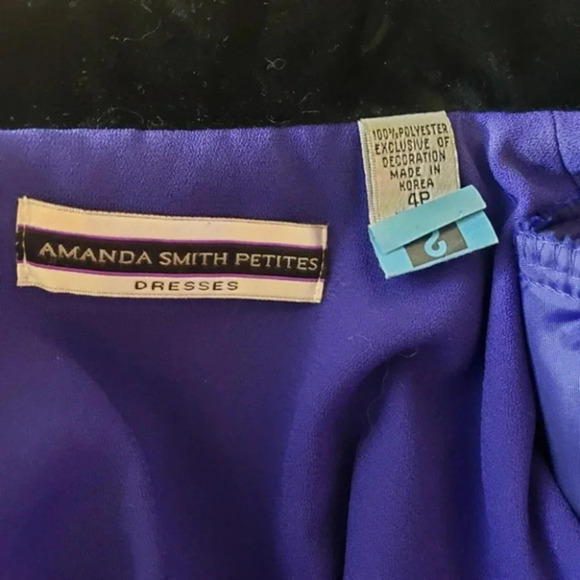 100% POLYESTER
EXCLUSIVE OF
DECORATION
MADE IN
KOREA
4P
AMANDA SMITH PETITES
DRESSES